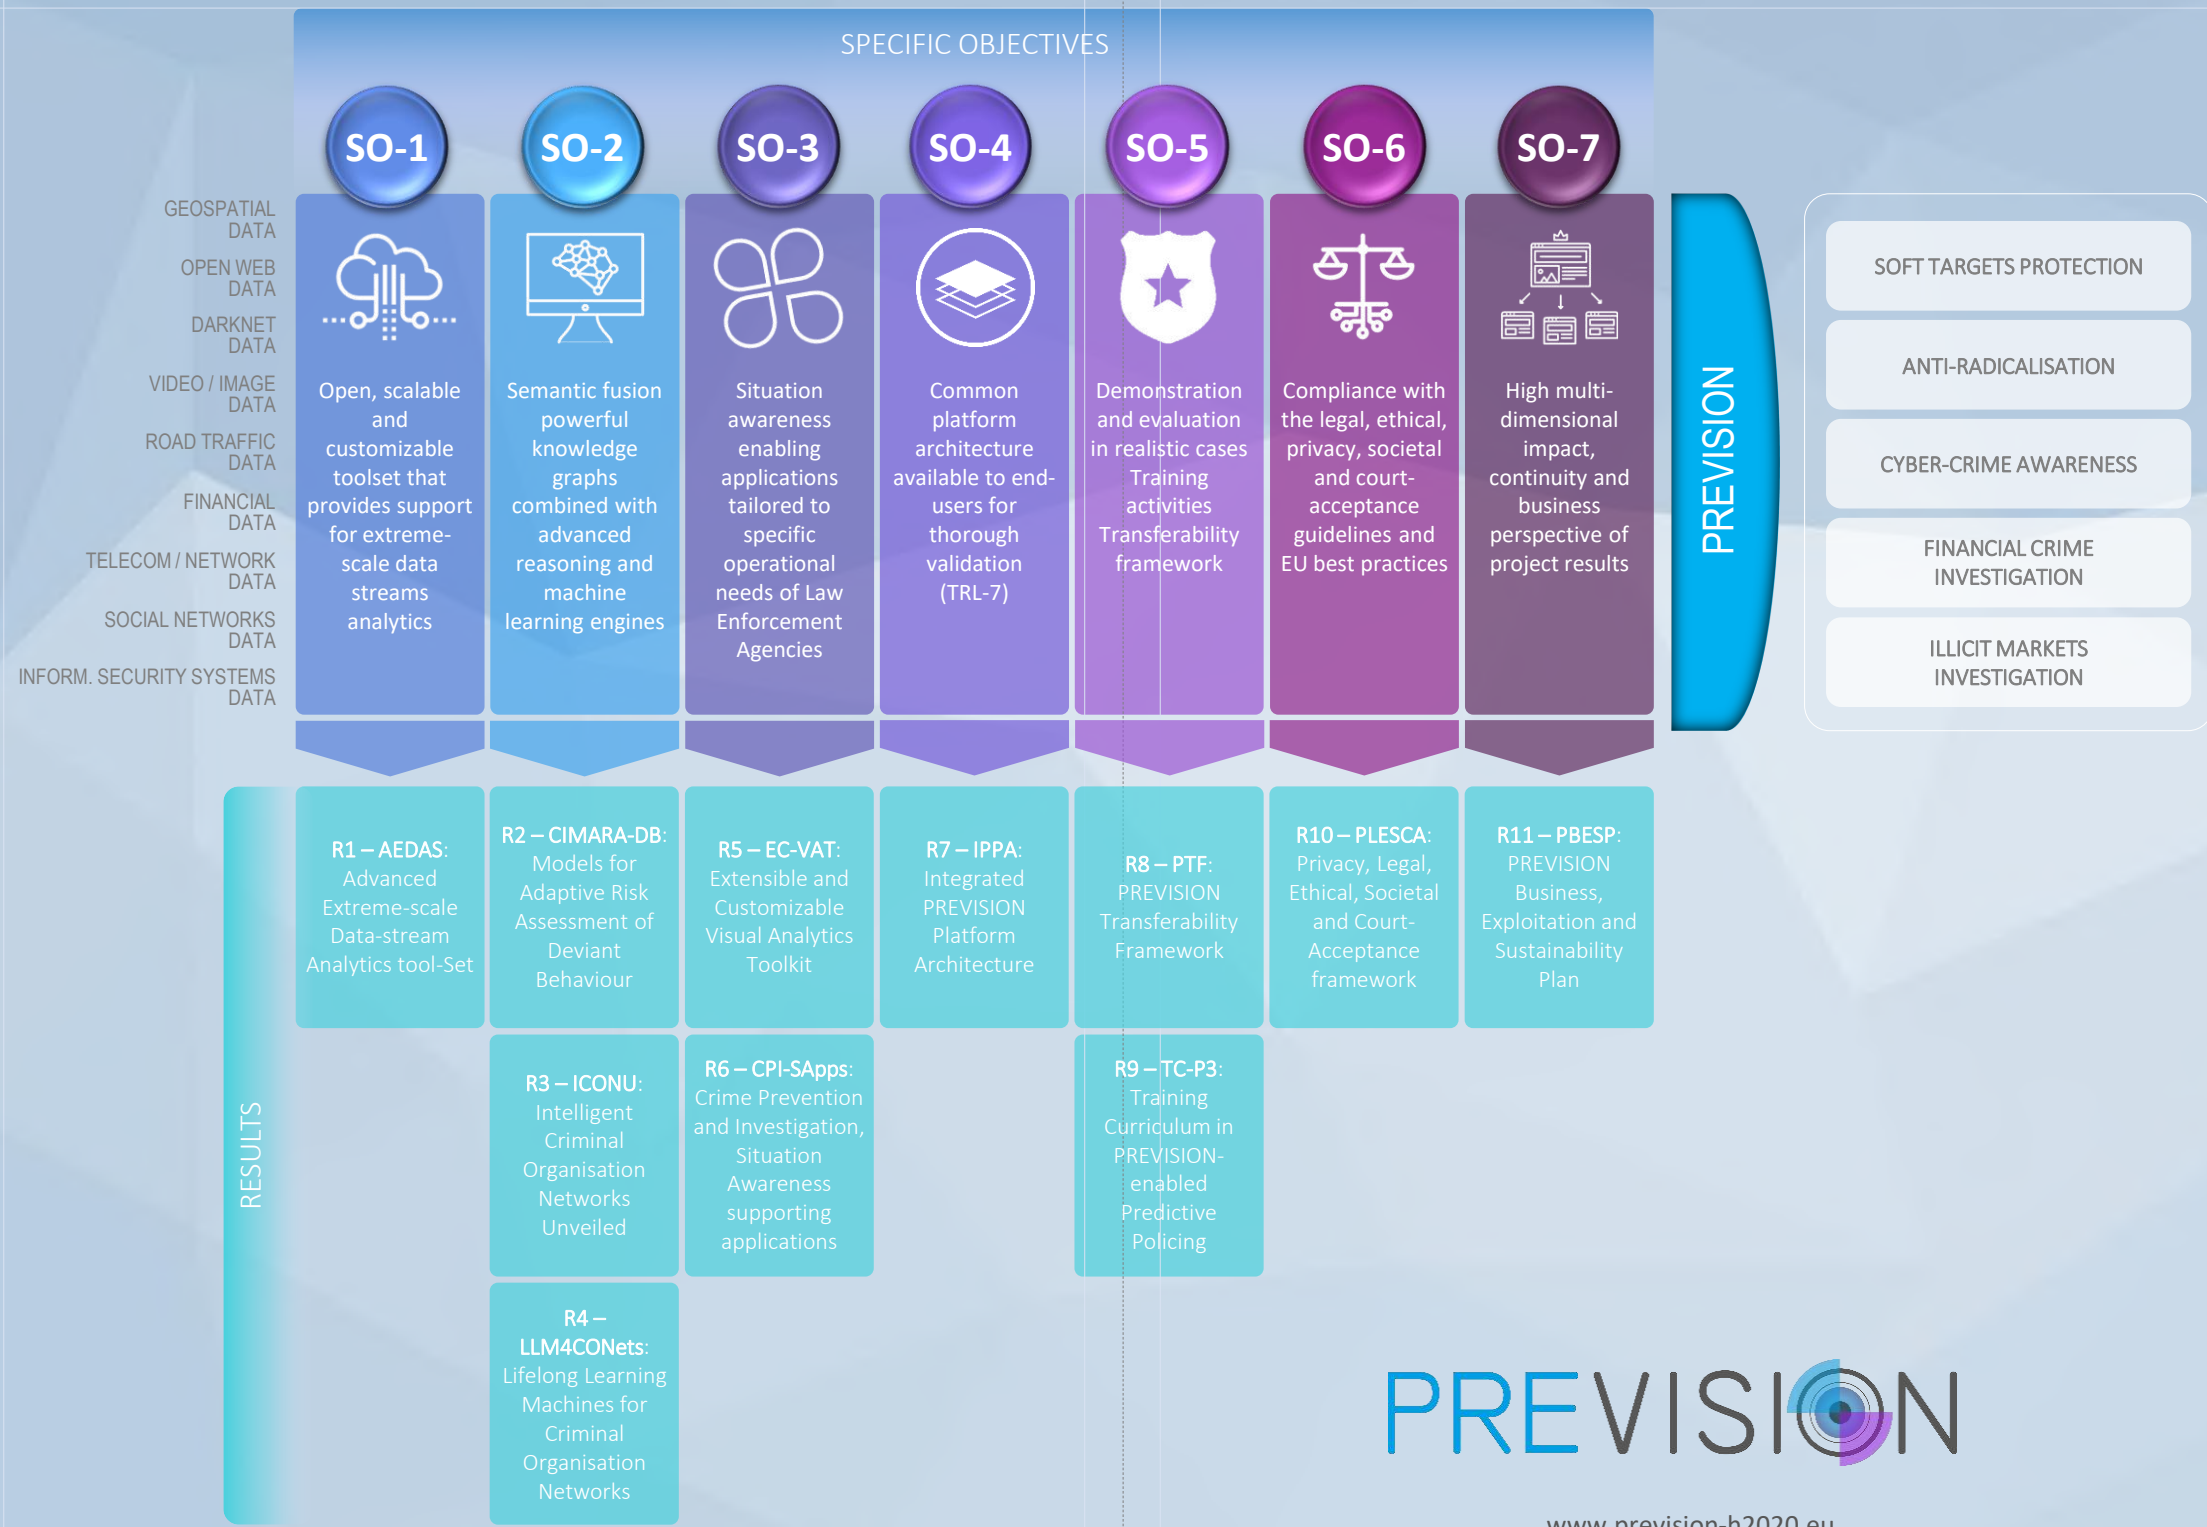 SPECIFIC OBJECTIVES
SO-1
SO-2
SO-3
SO-4
SO-5
SO-6
SO-7
GEOSPATIAL
DATA
OPEN WEB
DATA
DARKNET
DATA
VIDEO / IMAGE
DATA
ROAD TRAFFIC
DATA
FINANCIAL
DATA
TELECOM / NETWORK
DATA
SOCIAL NETWORKS
DATA
INFORM. SECURITY SYSTEMS
DATA
Open, scalable
and
customizable
toolset that
provides support
for extreme-
scale data
streams
analytics
Semantic fusion
powerful
knowledge
graphs
combined with
advanced
reasoning and
machine
learning engines
Situation
awareness
enabling
applications
tailored to
specific
operational
needs of Law
Enforcement
Agencies
Common
platform
architecture
available to end-
users for
thorough
validation
(TRL-7)
Demonstration
and evaluation
in realistic cases
Training
activities
Transferability
framework
Compliance with
the legal, ethical,
privacy, societal
and court-
acceptance
guidelines and
EU best practices
High multi-
dimensional
impact,
continuity and
business
perspective of
project results
PREVISION
SOFT TARGETS PROTECTION
ANTI-RADICALISATION
CYBER-CRIME AWARENESS
FINANCIAL CRIME
INVESTIGATION
ILLICIT MARKETS
INVESTIGATION
RESULTS
R1 – AEDAS:
Advanced
Extreme-scale
Data-stream
Analytics tool-Set
R2 – CIMARA-DB:
Models for
Adaptive Risk
Assessment of
Deviant
Behaviour
R3 – ICONU:
Intelligent
Criminal
Organisation
Networks
Unveiled
R4 –
LLM4CONets:
Lifelong Learning
Machines for
Criminal
Organisation
Networks
R5 – EC-VAT:
Extensible and
Customizable
Visual Analytics
Toolkit
R6 – CPI-SApps:
Crime Prevention
and Investigation,
Situation
Awareness
supporting
applications
R7 – IPPA:
Integrated
PREVISION
Platform
Architecture
R8 – PTF:
PREVISION
Transferability
Framework
R9 – TC-P3:
Training
Curriculum in
PREVISION-
enabled
Predictive
Policing
R10 – PLESCA:
Privacy, Legal,
Ethical, Societal
and Court-
Acceptance
framework
R11 – PBESP:
PREVISION
Business,
Exploitation and
Sustainability
Plan
PREVISION
www.prevision-h2020.eu